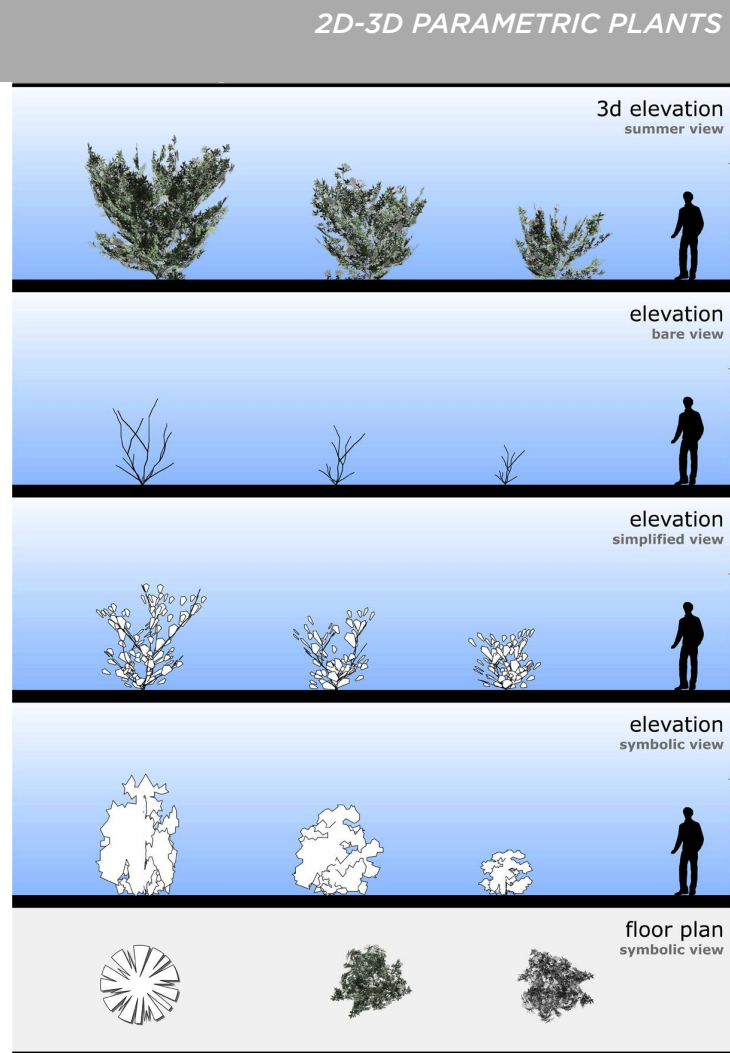 2D-3D PARAMETRIC PLANTS
3d elevation
summer view
elevation
bare view
elevation
simplified view
elevation
symbolic view
floor plan
symbolic view